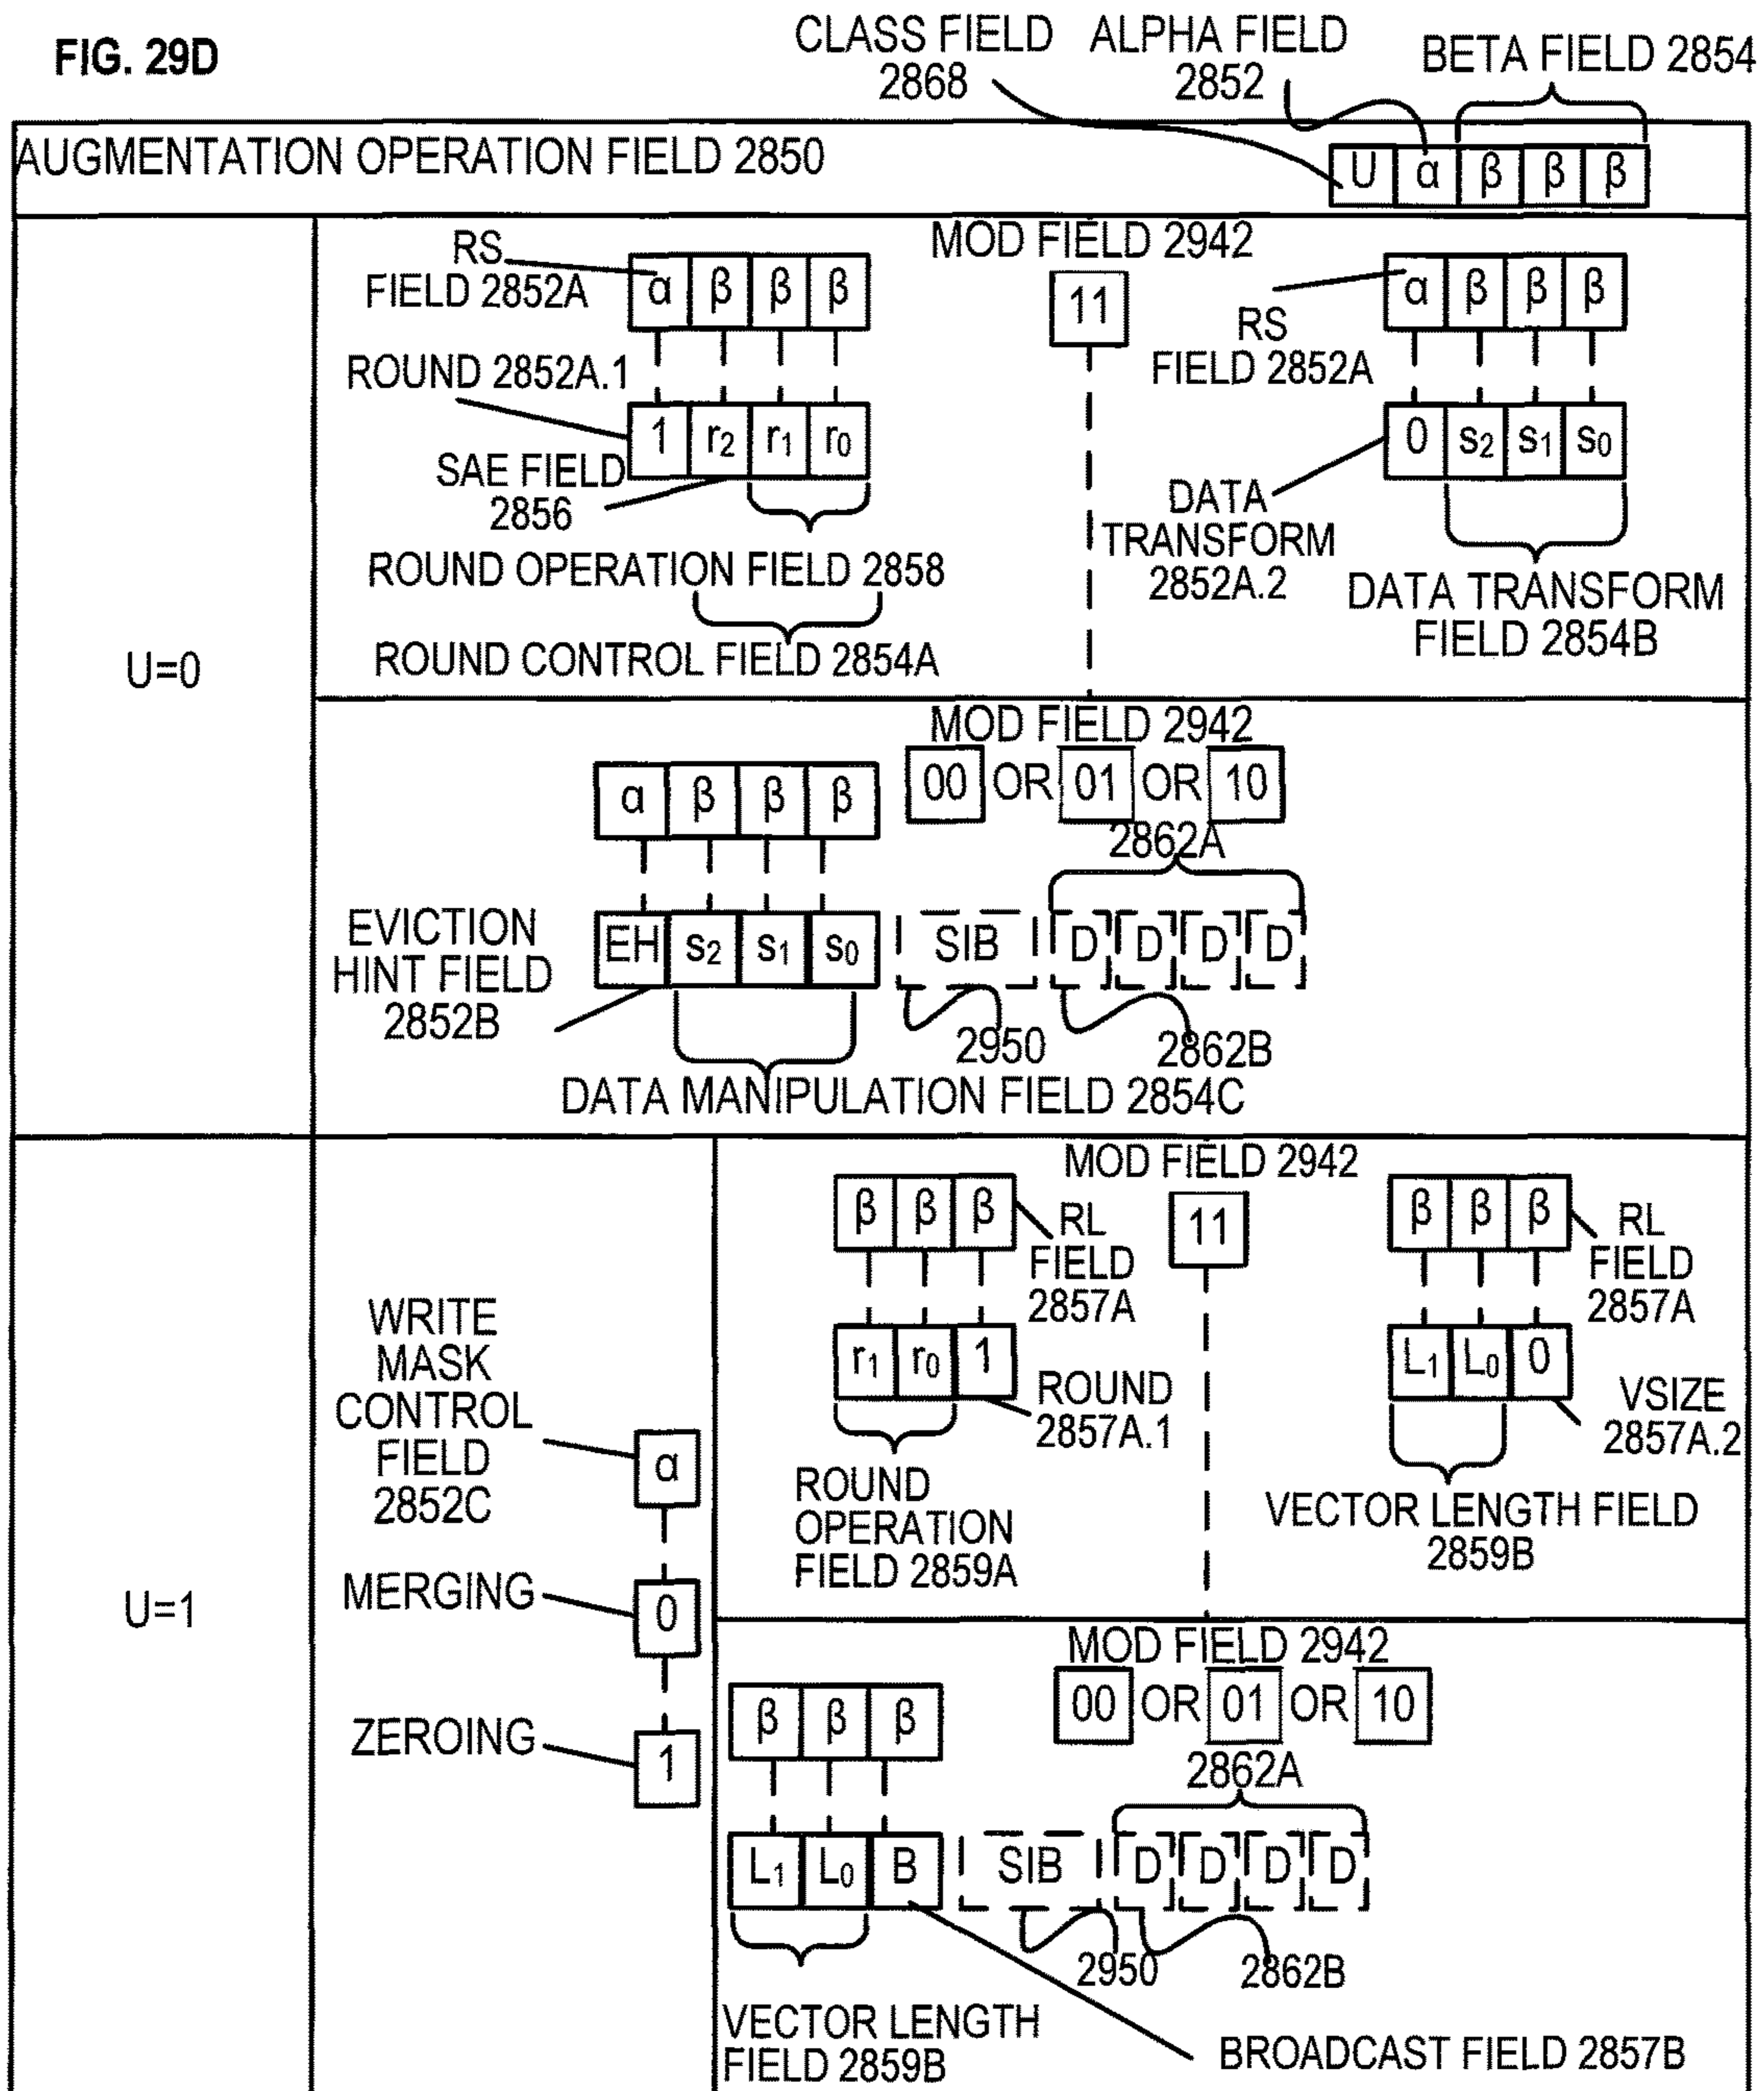 FIG. 29D
CLASS FIELD
2868
ALPHA FIELD
2852
BETA FIELD 2854
AUGMENTATION OPERATION FIELD 2850
U α β β β
U=0
MOD FIELD 2942
11
RS
FIELD 2852A
α β β β
ROUND 2852A.1
1 r2 r1 r0
SAE FIELD
2856
ROUND OPERATION FIELD 2858
ROUND CONTROL FIELD 2854A
α β β β
RS
FIELD 2852A
0 s2 s1 s0
DATA
TRANSFORM
2852A.2
DATA TRANSFORM
FIELD 2854B
MOD FIELD 2942
00 OR 01 OR 10
α β β β
2862A
EVICTION
HINT FIELD
2852B
EH s2 s1 s0
SIB D D D D
2950
2862B
DATA MANIPULATION FIELD 2854C
U=1
WRITE
MASK
CONTROL
FIELD
2852C
α
MERGING
0
ZEROING
1
MOD FIELD 2942
11
β β β
RL
FIELD
2857A
r1 r0 1
ROUND
2857A.1
ROUND
OPERATION
FIELD 2859A
β β β
RL
FIELD
2857A
L1 L0 0
VSIZE
2857A.2
VECTOR LENGTH FIELD
2859B
MOD FIELD 2942
00 OR 01 OR 10
β β β
2862A
L1 L0 B
SIB D D D D
2950
2862B
VECTOR LENGTH
FIELD 2859B
BROADCAST FIELD 2857B